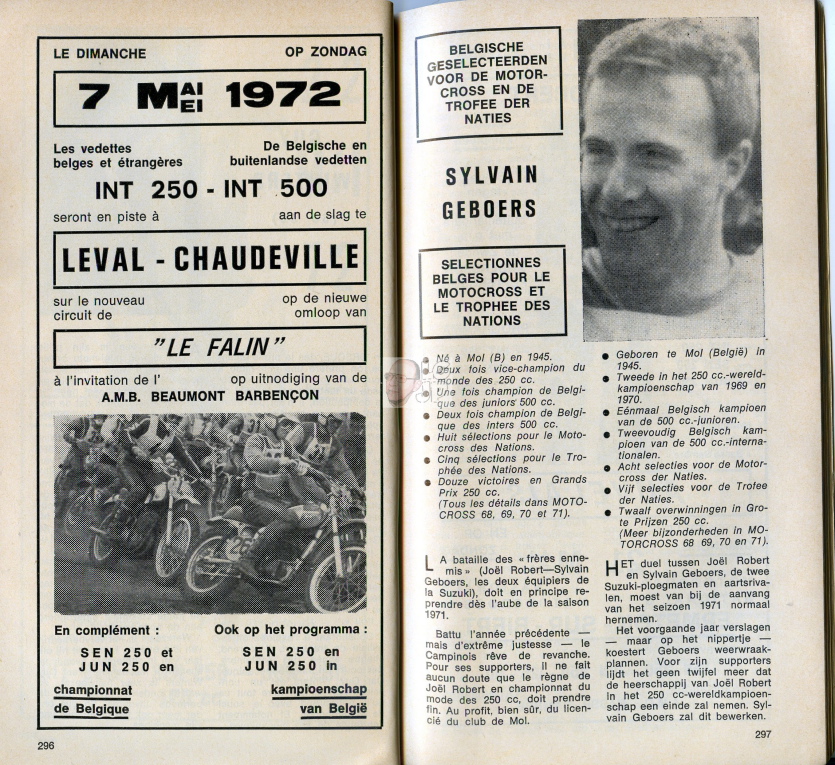 LE DIMANCHE OP ZONDAG
7 MAI MEI 1972
Les vedettes
belges et étrangères
De Belgische en
buitenlandse vedetten
INT 250 - INT 500
seront en piste à
aan de slag te
LEVAL - CHAUDEVILLE
sur le nouveau
circuit de
op de nieuwe
omloop van
"LE FALIN"
à l'invitation de l'
op uitnodiging van de
A.M.B. BEAUMONT BARBENÇON
En complément :
SEN 250 et
JUN 250 en
championnat
de Belgique
Ook op het programma :
SEN 250 en
JUN 250 in
kampioenschap
van België
296
BELGISCHE
GESELECTEERDEN
VOOR DE MOTOR-
CROSS EN DE
TROFEE DER
NATIES
SYLVAIN
GEBOERS
SELECTIONNES
BELGES POUR LE
MOTOCROSS ET
LE TROPHEE DES
NATIONS
● Né à Mol (B) en 1945.
● Deux fois vice-champion du
monde des 250 cc.
● Une fois champion de Belgi-
que des juniors 500 cc.
● Deux fois champion de Belgi-
que des inters 500 cc.
● Huit sélections pour le Moto-
cross des Nations.
● Cinq sélections pour le Tro-
phée des Nations.
● Douze victoires en Grands
Prix 250 cc.
(Tous les détails dans MOTO-
CROSS 68, 69, 70 et 71).
LA bataille des « frères enne-
mis » (Joël Robert—Sylvain
Geboers, les deux équipiers de
la Suzuki), doit en principe re-
prendre dès l'aube de la saison
1971.
Battu l'année précédente —
mais d'extrême justesse — le
Campinois rêve de revanche.
Pour ses supporters, il ne fait
aucun doute que le règne de
Joël Robert en championnat du
mode des 250 cc, doit prendre
fin. Au profit, bien sûr, du licen-
cié du club de Mol.
● Geboren te Mol (België) in
1945.
● Tweede in het 250 cc.-wereld-
kampioenschap van 1969 en
1970.
● Eénmaal Belgisch kampioen
van de 500 cc.-junioren.
● Tweevoudig Belgisch kam-
pioen van de 500 cc.-interna-
tionalen.
● Acht selecties voor de Motor-
cross der Naties.
● Vijf selecties voor de Trofee
der Naties.
● Twaalf overwinningen in Gro-
te Prijzen 250 cc.
(Meer bijzonderheden in MO-
TORCROSS 68 69, 70 en 71).
HET duel tussen Joël Robert
en Sylvain Geboers, de twee
Suzuki-ploegmaten en aartsriva-
len, moest van bij de aanvang
van het seizoen 1971 normaal
hernemen.
Het voorgaande jaar verslagen
— maar op het nippertje —
koestert Geboers weerwraak-
plannen. Voor zijn supporters
lijdt het geen twijfel meer dat
de heerschappij van Joël Robert
in het 250 cc-wereldkampioen-
schap een einde zal nemen. Syl-
vain Geboers zal dit bewerken.
297